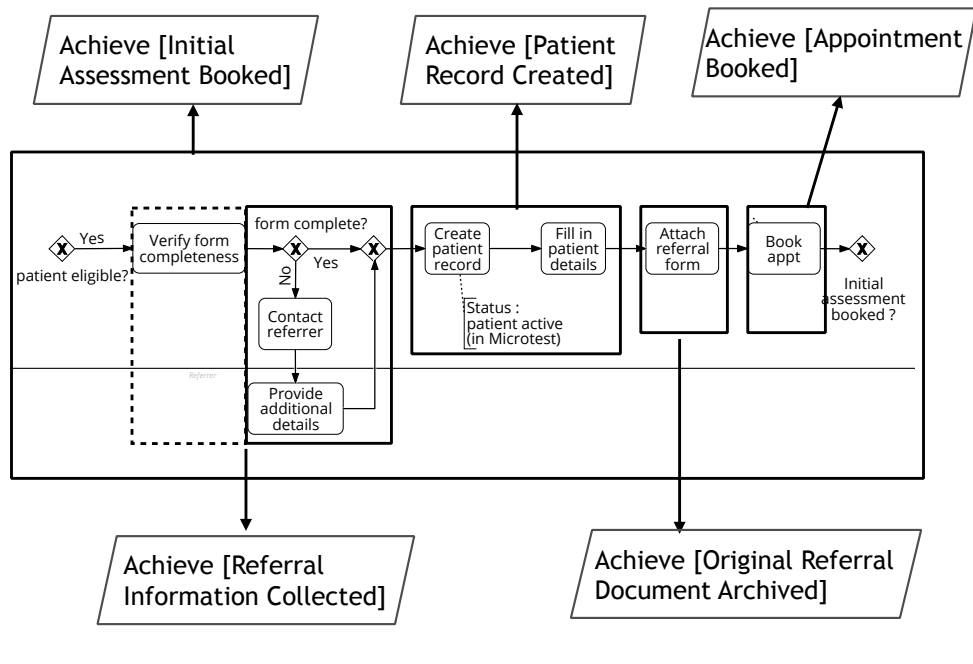 Achieve [Initial
Assessment Booked]
Achieve [Patient
Record Created]
Achieve [Appointment
Booked]
Yes
patient eligible?
Verify form
completeness
form complete?
Yes
No
Contact
referrer
Provide
additional
details
Create
patient
record
Status :
patient active
(in Microtest)
Fill in
patient
details
Attach
referral
form
Book
appt
Initial
assessment
booked ?
Referrer
Achieve [Referral
Information Collected]
Achieve [Original Referral
Document Archived]